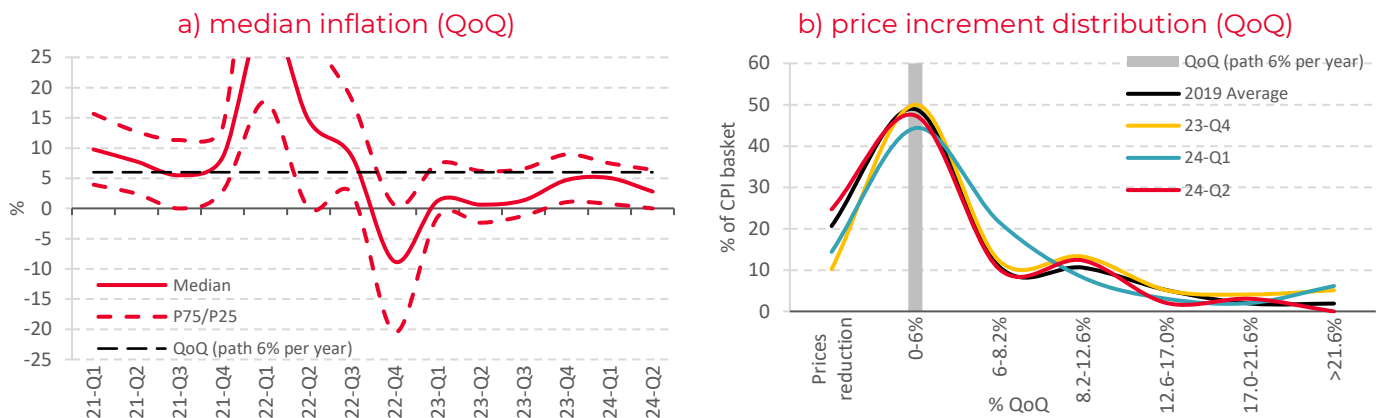 a) median inflation (QoQ)
25
20
15
10
5
0
-5
-10
-15
-20
-25
%
Median
P75/P25
QoQ (path 6% per year)
21-Q1
21-Q2
21-Q3
21-Q4
22-Q1
22-Q2
22-Q3
22-Q4
23-Q1
23-Q2
23-Q3
23-Q4
24-Q1
24-Q2
b) price increment distribution (QoQ)
60
50
40
30
20
10
0
% of CPI basket
QoQ (path 6% per year)
2019 Average
23-Q4
24-Q1
24-Q2
Prices
reduction
0-6%
6-8.2%
8.2-12.6%
12.6-17.0%
17.0-21.6%
>21.6%
% QoQ